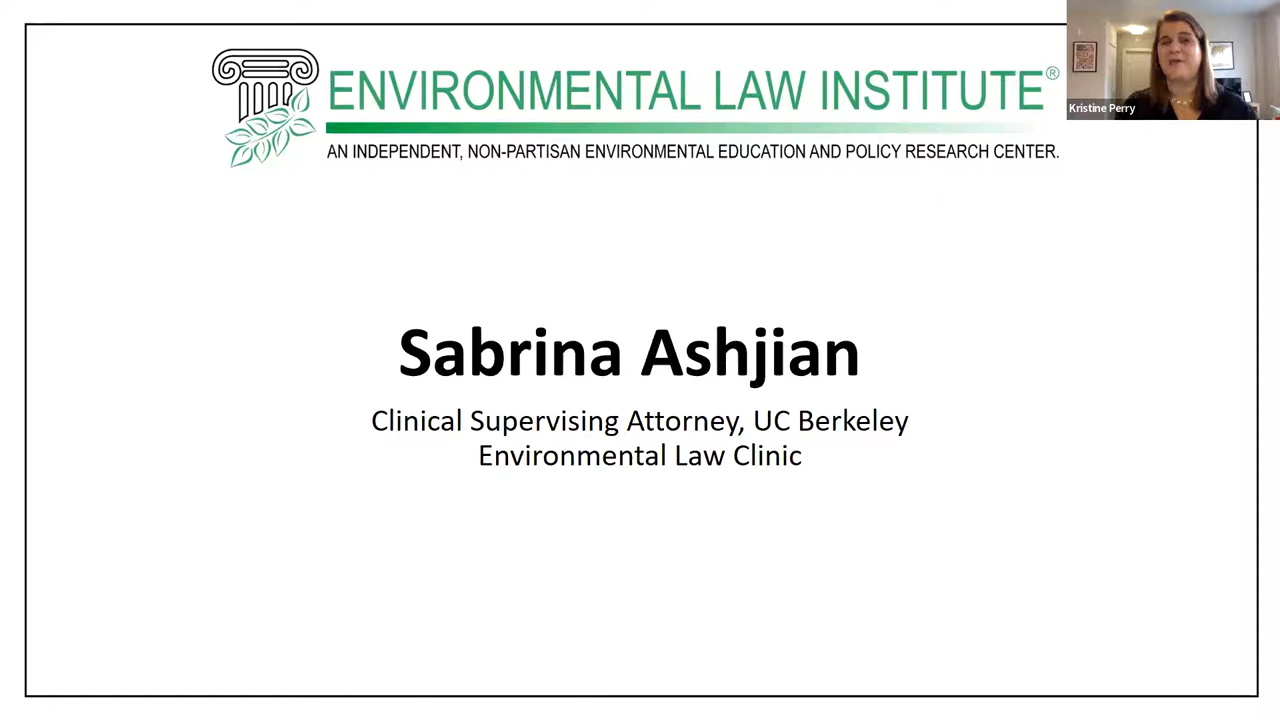 ENVIRONMENTAL LAW INSTITUTE®
AN INDEPENDENT, NON-PARTISAN ENVIRONMENTAL EDUCATION AND POLICY RESEARCH CENTER.
Kristine Perry
Sabrina Ashjian
Clinical Supervising Attorney, UC Berkeley
Environmental Law Clinic